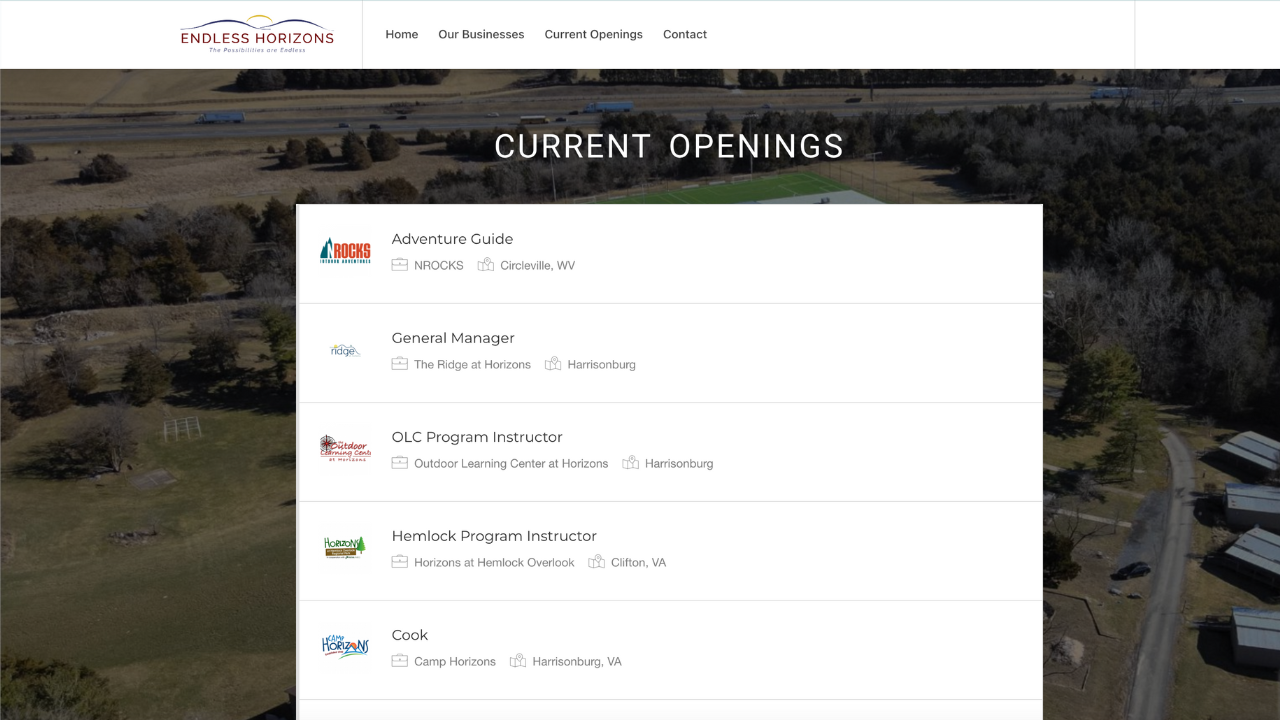 ENDLESS HORIZONS
The Possibilities are Endless
Home
Our Businesses
Current Openings
Contact
CURRENT OPENINGS
ROCKS
OUTDOOR ADVENTURES
Adventure Guide
NROCKS
Circleville, WV
ridge
General Manager
The Ridge at Horizons
Harrisonburg
Outdoor
Learning Cent
at Horizons
OLC Program Instructor
Outdoor Learning Center at Horizons
Harrisonburg
HORIZONS
Hemlock Program Instructor
Horizons at Hemlock Overlook
Clifton, VA
CAMP
HORIZONS
Cook
Camp Horizons
Harrisonburg, VA